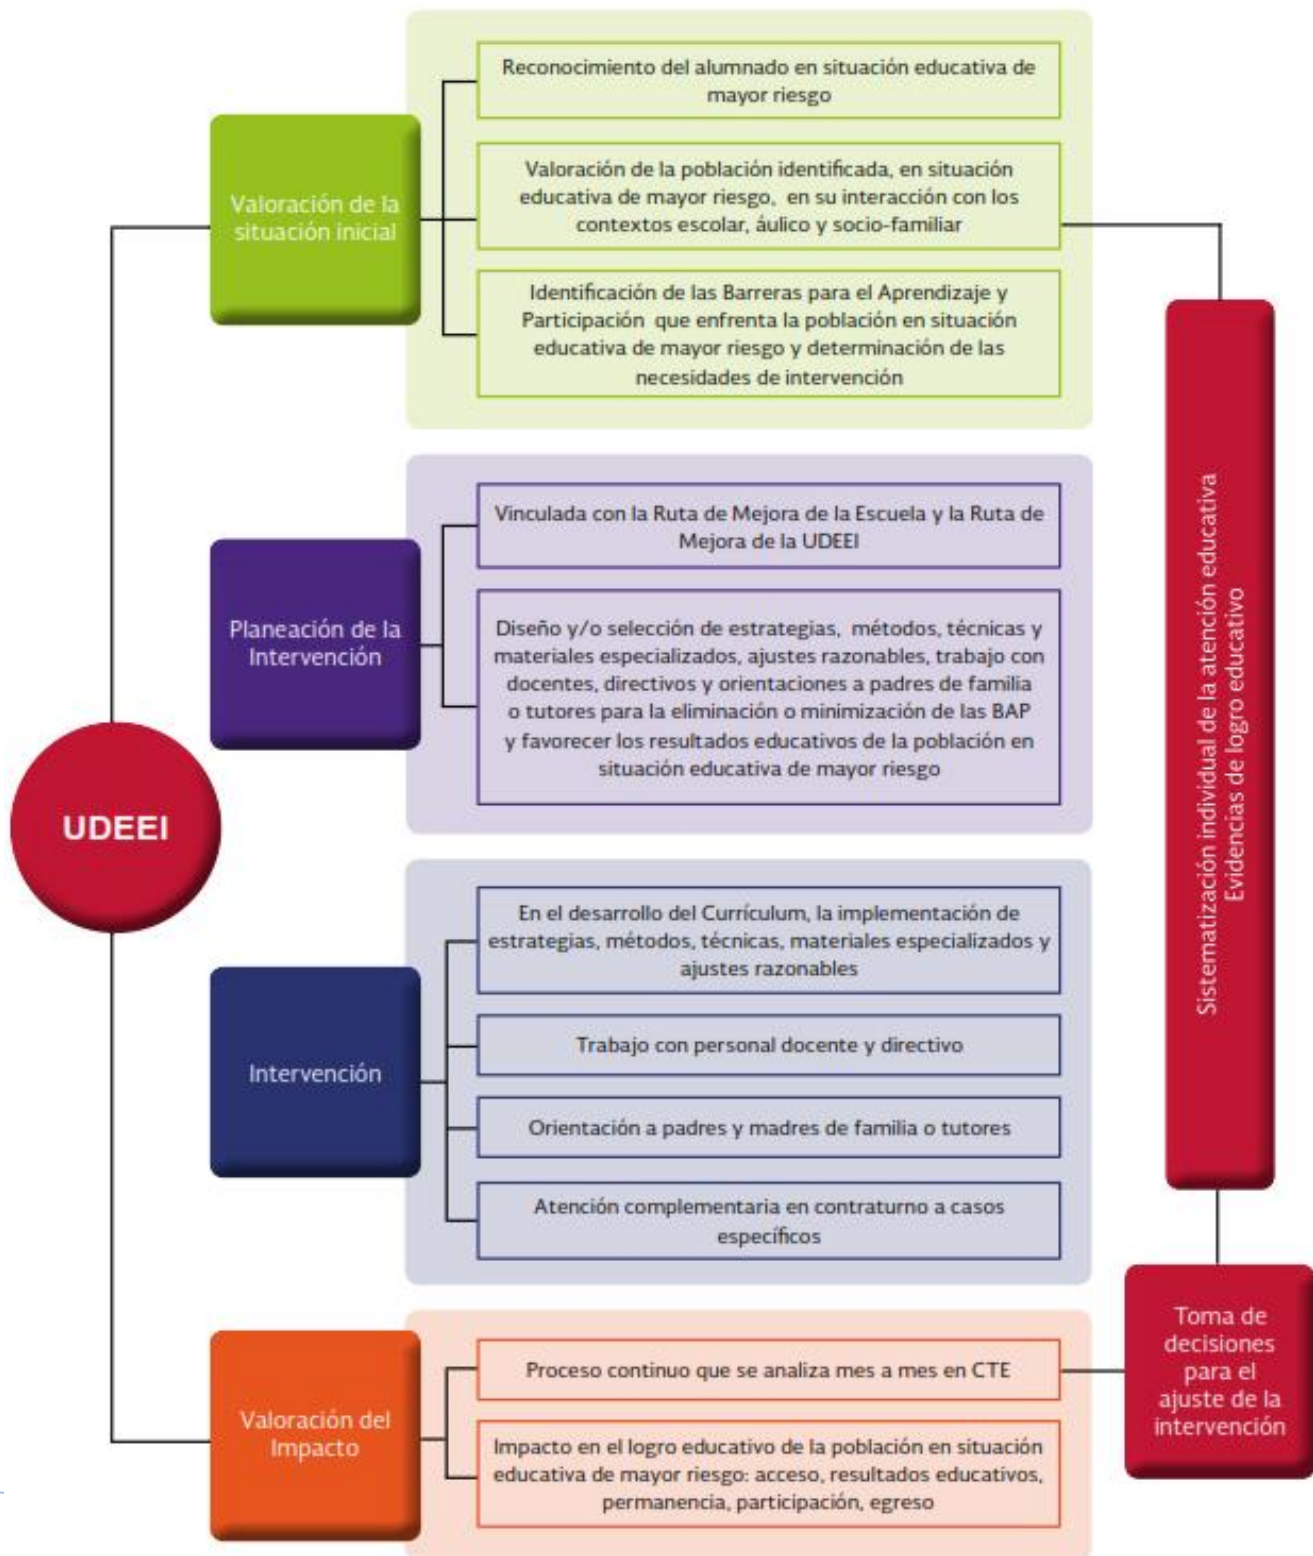 Reconocimiento del alumnado en situación educativa de
mayor riesgo
Valoración de la
situación inicial
Valoración de la población identificada, en situación
educativa de mayor riesgo, en su interacción con los
contextos escolar, áulico y socio-familiar
Identificación de las Barreras para el Aprendizaje y
Participación que enfrenta la población en situación
educativa de mayor riesgo y determinación de las
necesidades de intervención
Planeación de la
Intervención
Vinculada con la Ruta de Mejora de la Escuela y la Ruta de
Mejora de la UDEEI
Diseño y/o selección de estrategias, métodos, técnicas y
materiales especializados, ajustes razonables, trabajo con
docentes, directivos y orientaciones a padres de familia
o tutores para la eliminación o minimización de las BAP
y favorecer los resultados educativos de la población en
situación educativa de mayor riesgo
UDEEI
Intervención
En el desarrollo del Currículum, la implementación de
estrategias, métodos, técnicas, materiales especializados y
ajustes razonables
Trabajo con personal docente y directivo
Orientación a padres y madres de familia o tutores
Atención complementaria en contraturno a casos
específicos
Valoración del
Impacto
Proceso continuo que se analiza mes a mes en CTE
Impacto en el logro educativo de la población en situación
educativa de mayor riesgo: acceso, resultados educativos,
permanencia, participación, egreso
Sistematización individual de la atención educativa
Evidencias de logro educativo
Toma de
decisiones
para el
ajuste de la
intervención